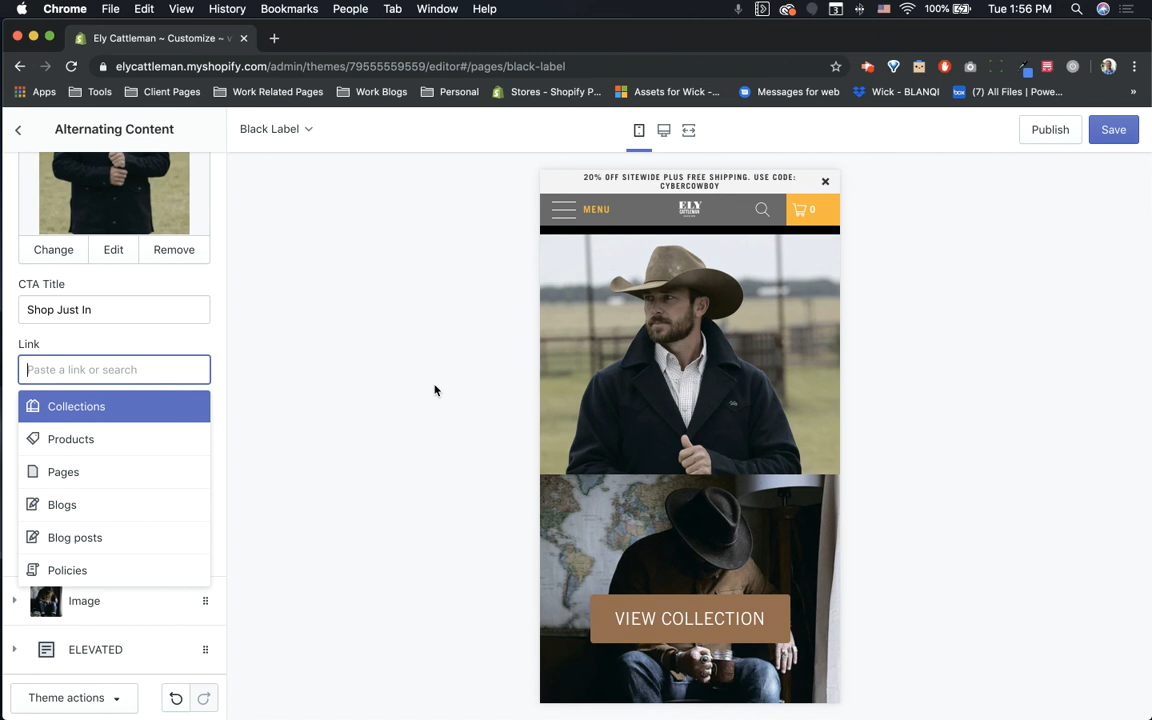 Chrome File Edit View History Bookmarks People Tab Window Help 3 100% Tue 1:56 PM
Ely Cattleman ~ Customize ~
elycattleman.myshopify.com/admin/themes/79555559559/editor#/pages/black-label
Apps Tools Client Pages Work Related Pages Work Blogs Personal Stores - Shopify P... Assets for Wick -... Messages for web Wick - BLANQI box (7) All Files | Powe... »
Alternating Content
Black Label
Publish Save
20% OFF SITEWIDE PLUS FREE SHIPPING. USE CODE:
CYBERCOWBOY
MENU ELY CATTLEMAN 0
Change Edit Remove
CTA Title
Shop Just In
Link
Paste a link or search
Collections
Products
Pages
Blogs
Blog posts
Policies
Image
VIEW COLLECTION
ELEVATED
Theme actions